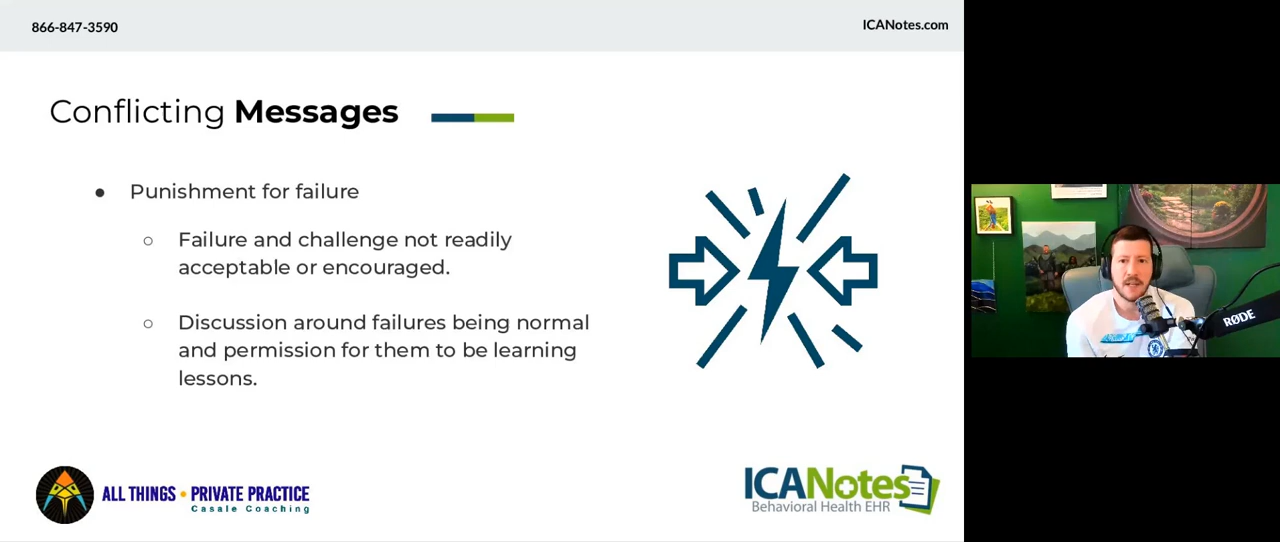 866-847-3590
ICANotes.com
Conflicting Messages
● Punishment for failure
○ Failure and challenge not readily
acceptable or encouraged.
○ Discussion around failures being normal
and permission for them to be learning
lessons.
ALL THINGS • PRIVATE PRACTICE
Casale Coaching
ICANotes
Behavioral Health EHR
RØDE